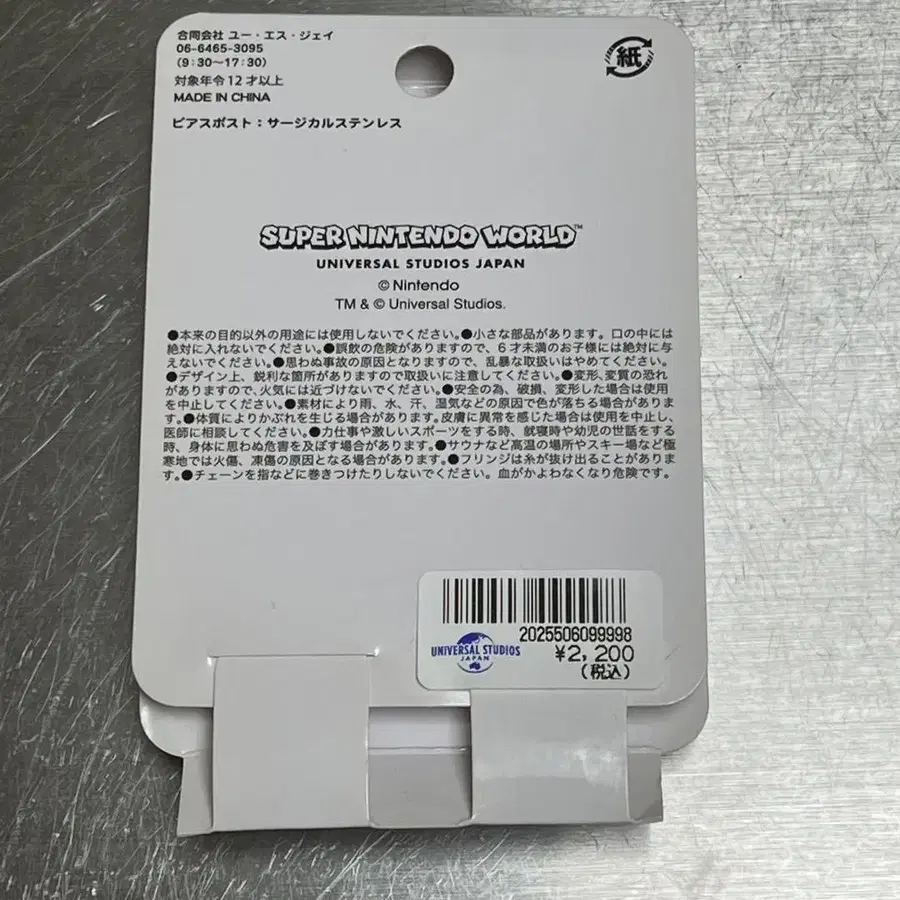 合同会社 ユー・エス・ジェイ
06-6465-3095
(9:30〜17:30)
対象年令12才以上
MADE IN CHINA
ピアスポスト:サージカルステンレス
紙
SUPER NINTENDO WORLD™
UNIVERSAL STUDIOS JAPAN
© Nintendo
TM & © Universal Studios.
●本来の目的以外の用途には使用しないでください。●小さな部品があります。口の中には
絶対に入れないでください。●誤飲の危険がありますので、6才未満のお子様には絶対に与
えないでください。●思わぬ事故の原因となりますので、乱暴な取扱いはやめてください。
●デザイン上、鋭利な箇所がありますので取扱いに注意してください。●変形、変質の恐れ
がありますので、火気には近づけないでください。●安全の為、破損、変形した場合は使用
を中止してください。●素材により雨、水、汗、湿気などの原因で色が落ちる場合がありま
す。●体質によりかぶれを生じる場合があります。皮膚に異常を感じた場合は使用を中止し、
医師に相談してください。●力仕事や激しいスポーツをする時、就寝時や幼児の世話をする
時、身体に思わぬ危害を及ぼす場合があります。●サウナなど高温の場所やスキー場など極
寒地では火傷、凍傷の原因となる場合があります。●フリンジは糸が抜け出ることがありま
す。●チェーンを指などに巻きつけたりしないでください。血がかよわなくなり危険です。
2025506099998
UNIVERSAL STUDIOS
JAPAN
¥2,200
(税込)